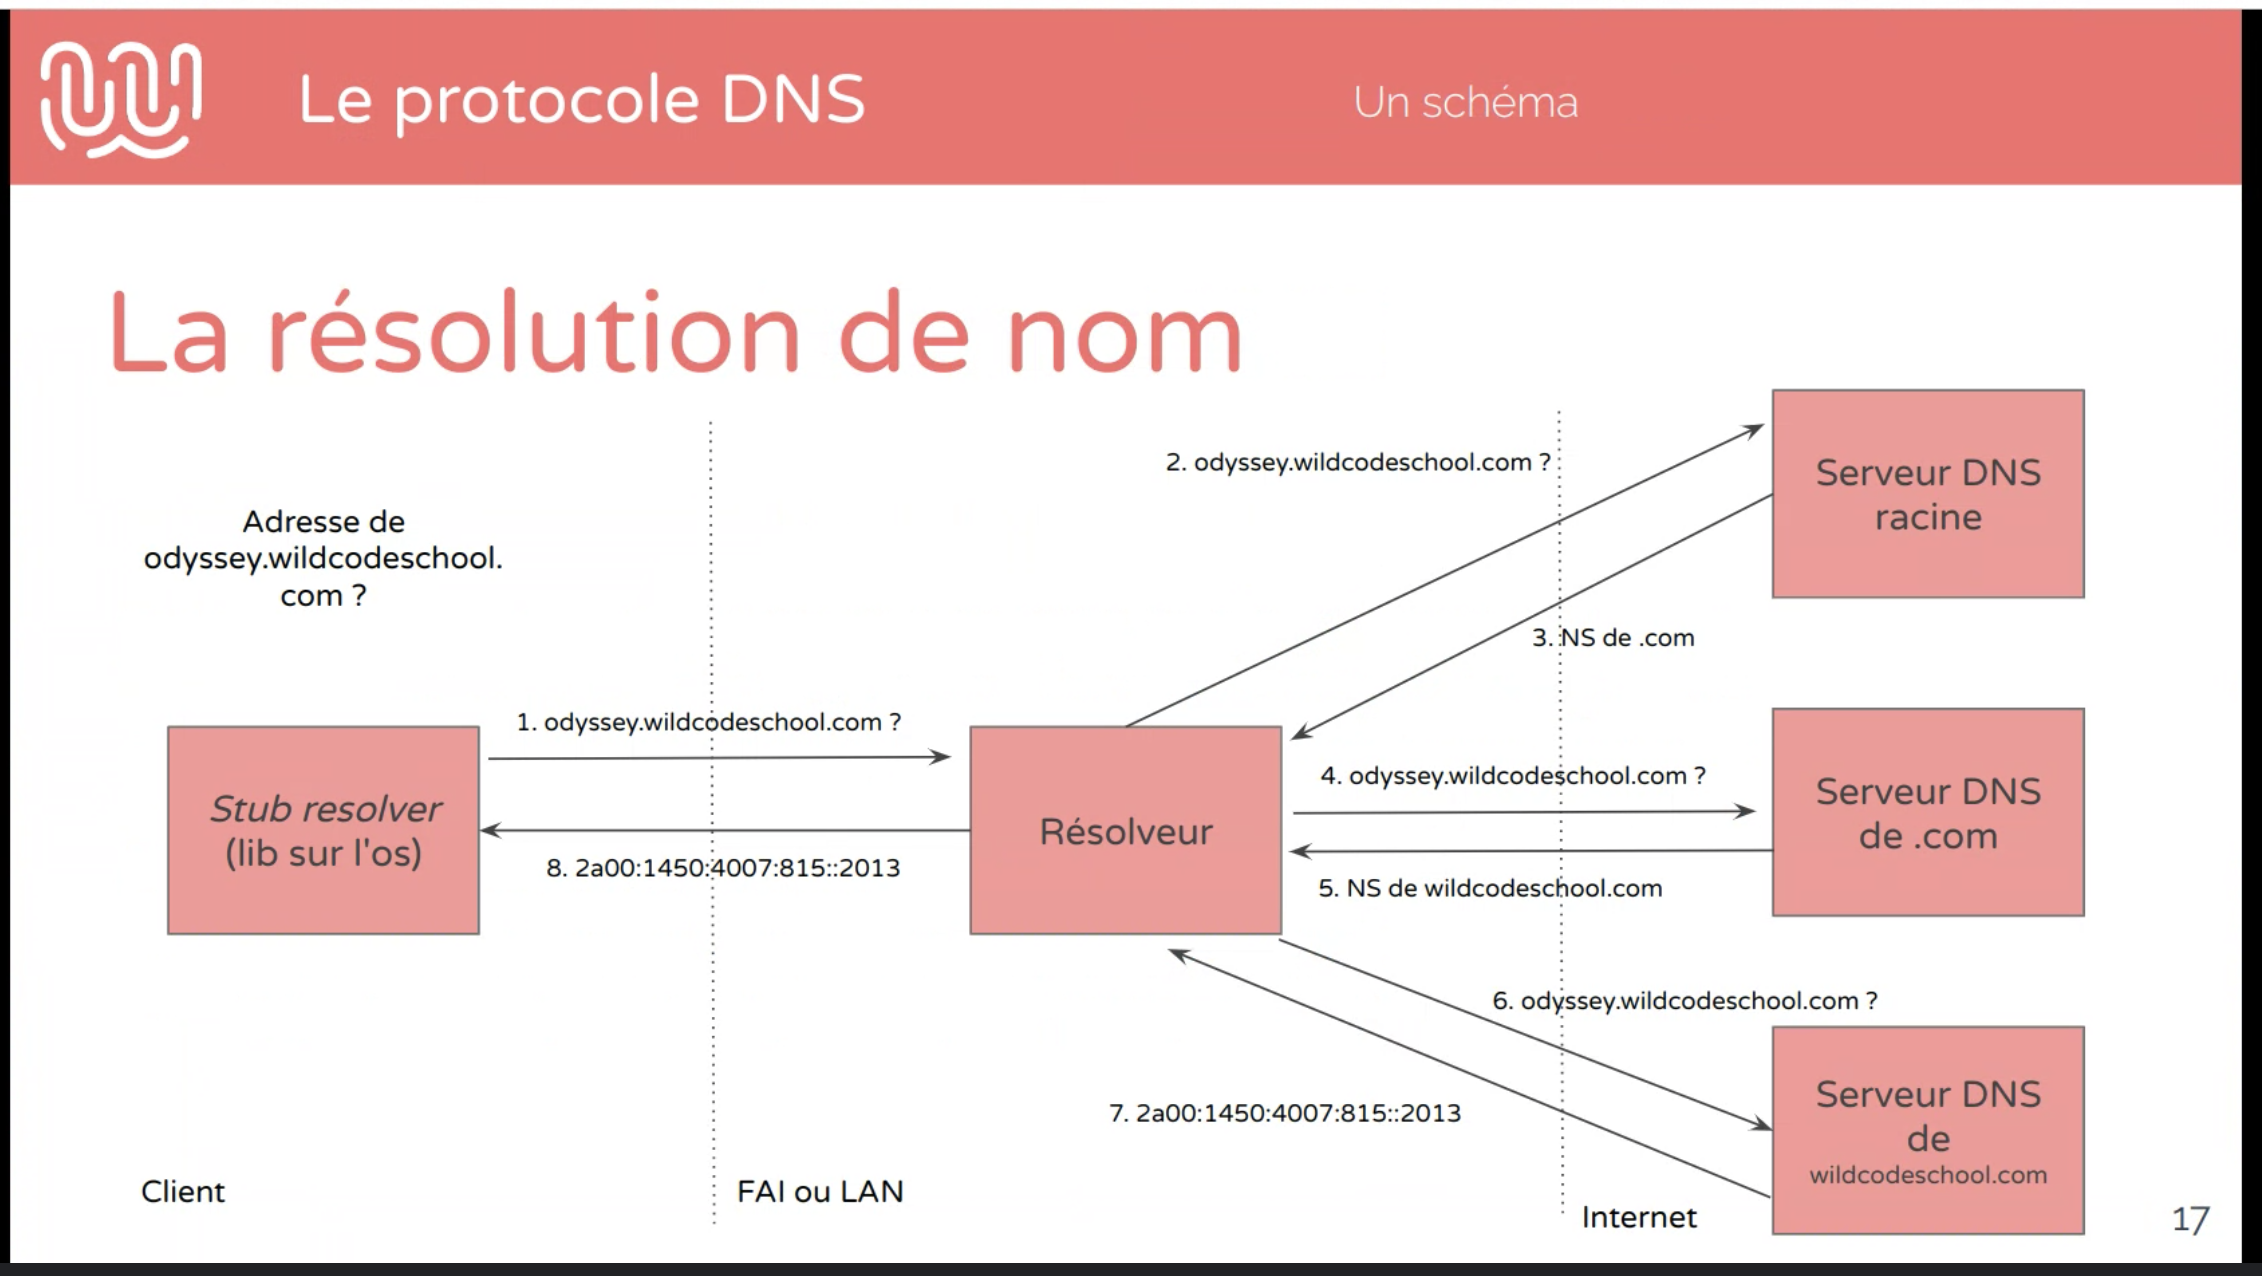 Le protocole DNS
Un schéma
La résolution de nom
Adresse de
odyssey.wildcodeschool.
com ?
Stub resolver
(lib sur l'os)
1. odyssey.wildcodeschool.com ?
8. 2a00:1450:4007:815::2013
Résolveur
2. odyssey.wildcodeschool.com ?
3. NS de .com
4. odyssey.wildcodeschool.com ?
5. NS de wildcodeschool.com
6. odyssey.wildcodeschool.com ?
7. 2a00:1450:4007:815::2013
Serveur DNS
racine
Serveur DNS
de .com
Serveur DNS
de
wildcodeschool.com
Client
FAI ou LAN
Internet
17